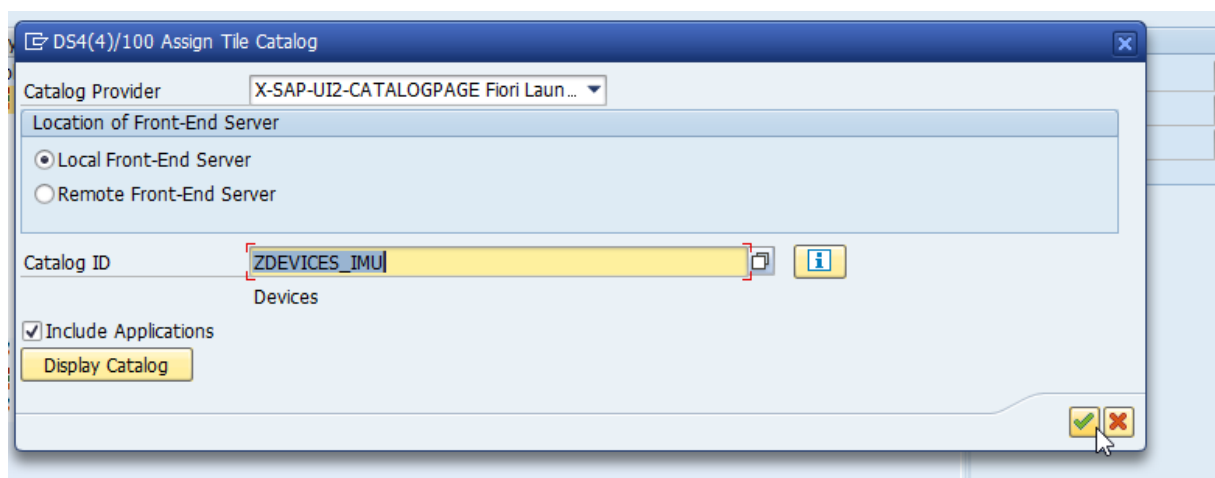 DS4(4)/100 Assign Tile Catalog
Catalog Provider X-SAP-UI2-CATALOGPAGE Fiori Laun...
Location of Front-End Server
Local Front-End Server
Remote Front-End Server
Catalog ID ZDEVICES_IMU
Devices
Include Applications
Display Catalog